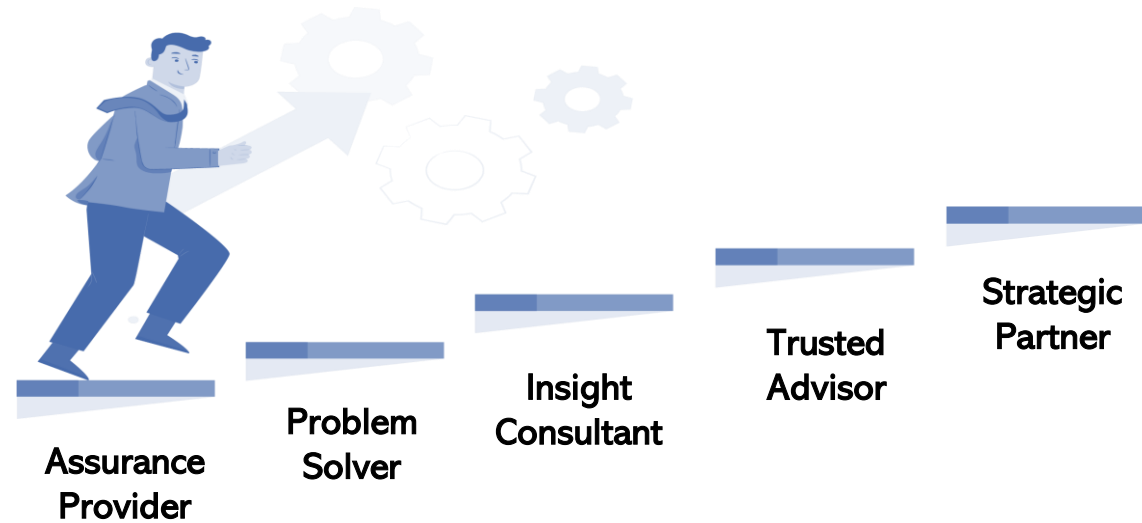 Assurance
Provider
Problem
Solver
Insight
Consultant
Trusted
Advisor
Strategic
Partner